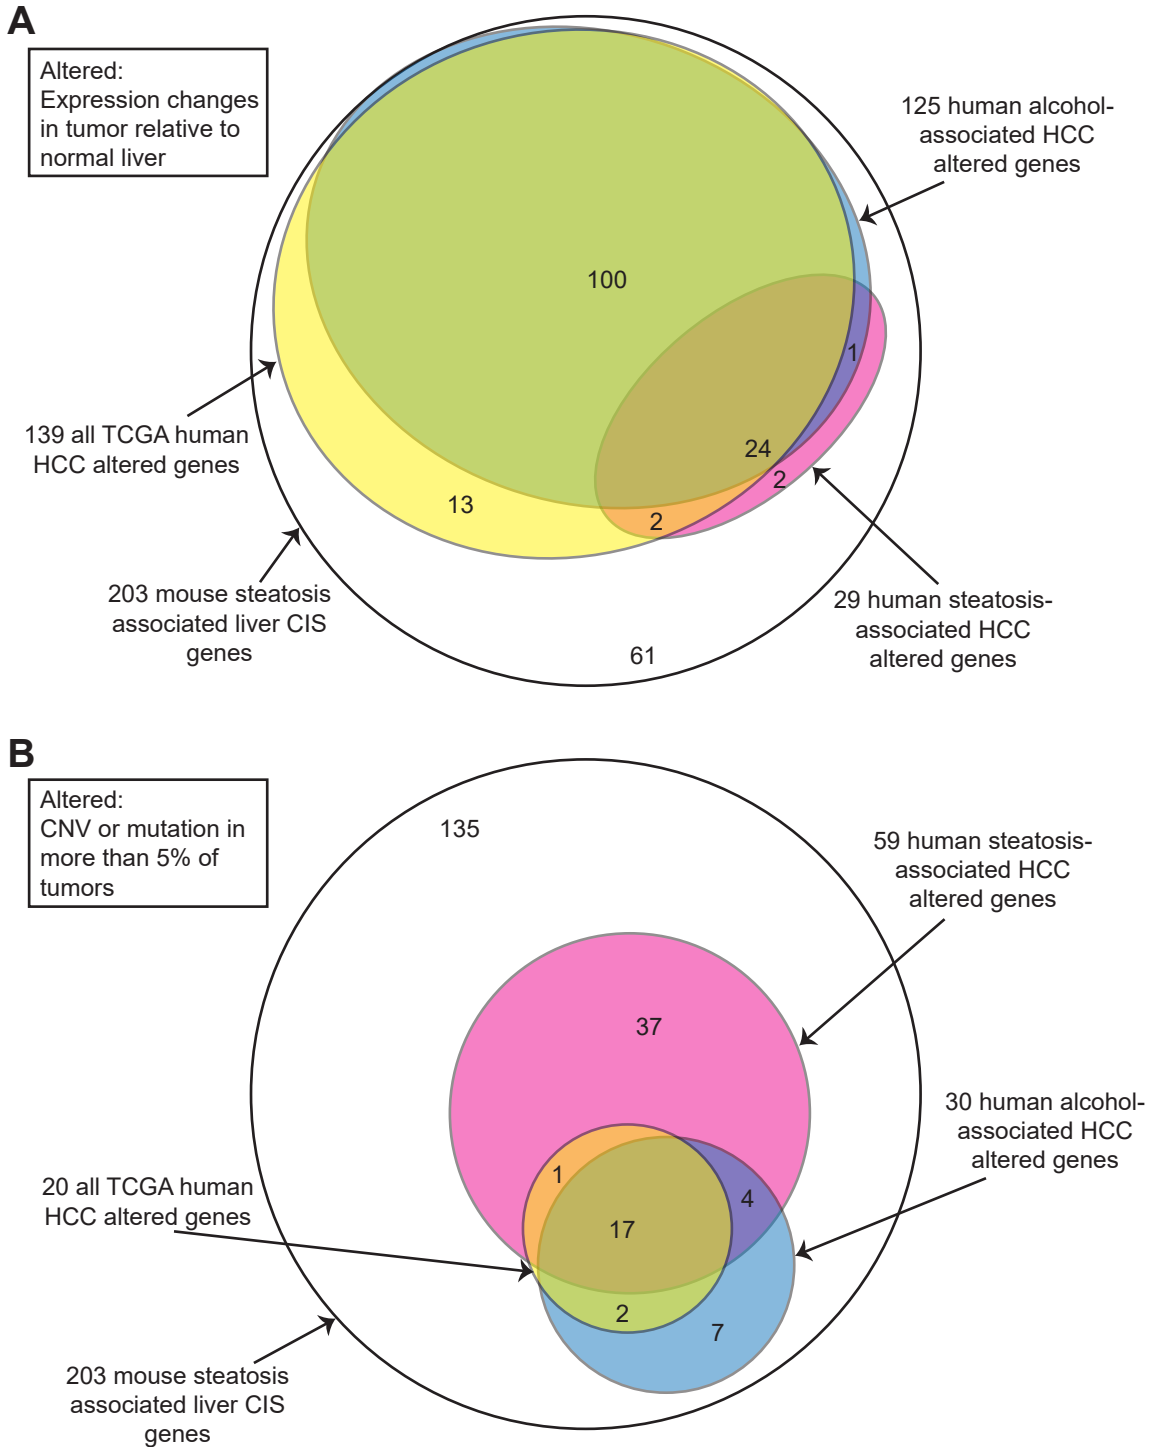 A
Altered:
Expression changes
in tumor relative to
normal liver
125 human alcohol-
associated HCC
altered genes
100
1
24
2
13
2
139 all TCGA human
HCC altered genes
203 mouse steatosis
associated liver CIS
genes
29 human steatosis-
associated HCC
altered genes
61
B
Altered:
CNV or mutation in
more than 5% of
tumors
135
59 human steatosis-
associated HCC
altered genes
37
30 human alcohol-
associated HCC
altered genes
1
4
17
20 all TCGA human
HCC altered genes
2
7
203 mouse steatosis
associated liver CIS
genes